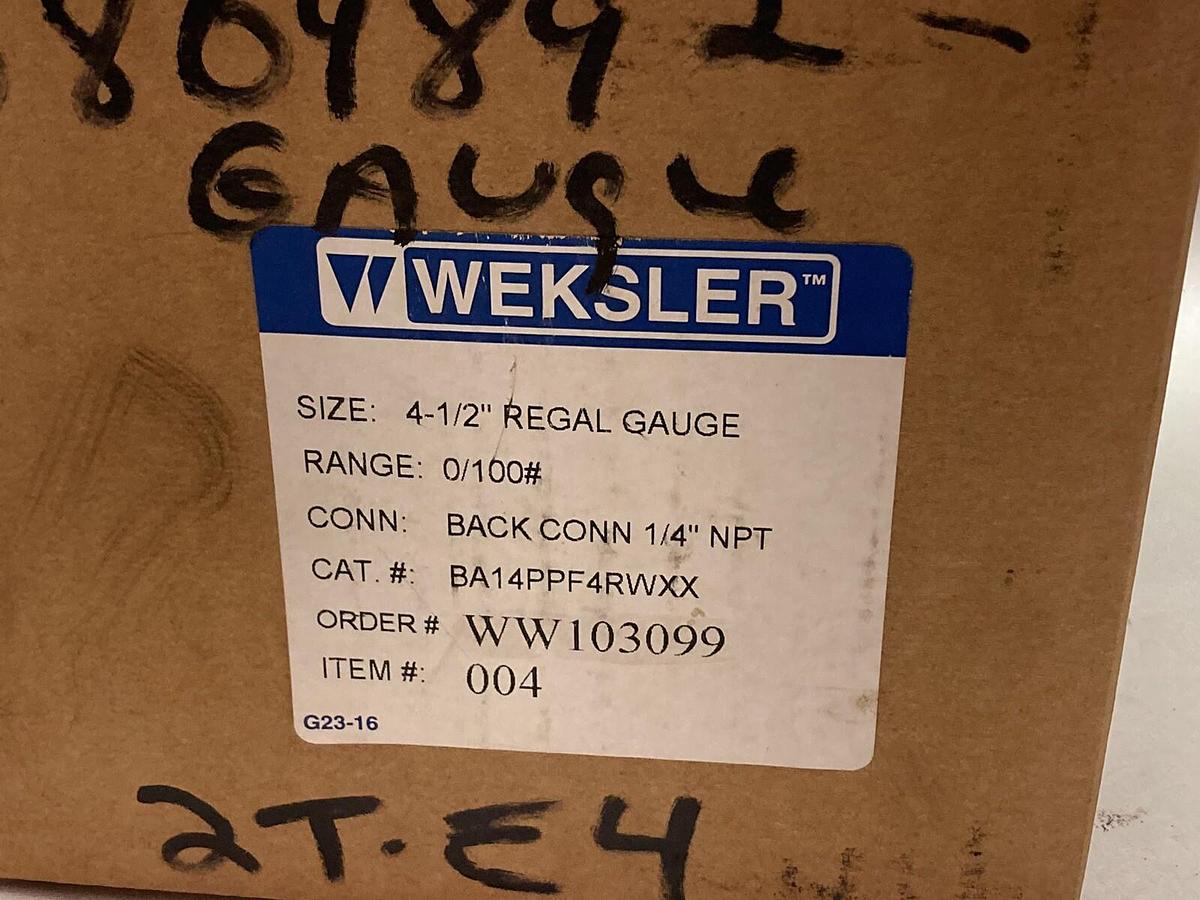 GAUge
WEKSLER™
SIZE: 4-1/2" REGAL GAUGE
RANGE: 0/100#
CONN: BACK CONN 1/4" NPT
CAT. #: BA14PPF4RWXX
ORDER # WW103099
ITEM #: 004
G23-16
2T·E4